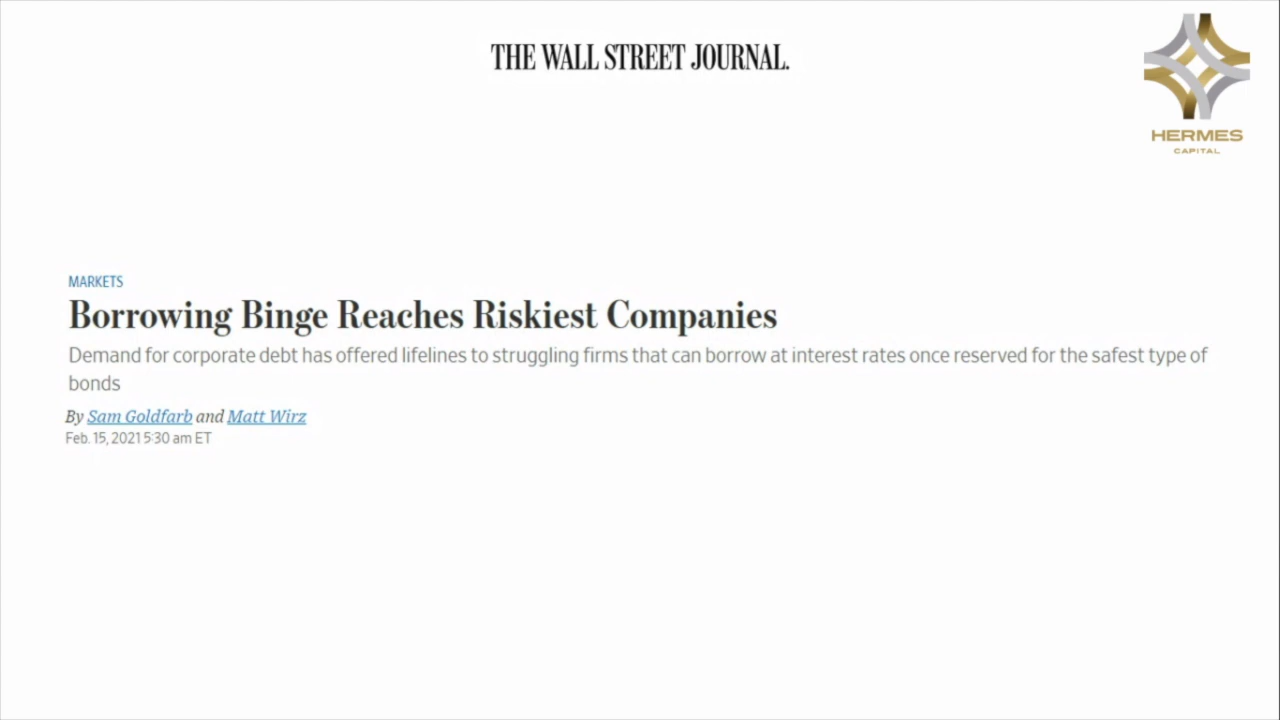 THE WALL STREET JOURNAL.
HERMES
CAPITAL
MARKETS
Borrowing Binge Reaches Riskiest Companies
Demand for corporate debt has offered lifelines to struggling firms that can borrow at interest rates once reserved for the safest type of
bonds
By Sam Goldfarb and Matt Wirz
Feb. 15, 2021 5:30 am ET